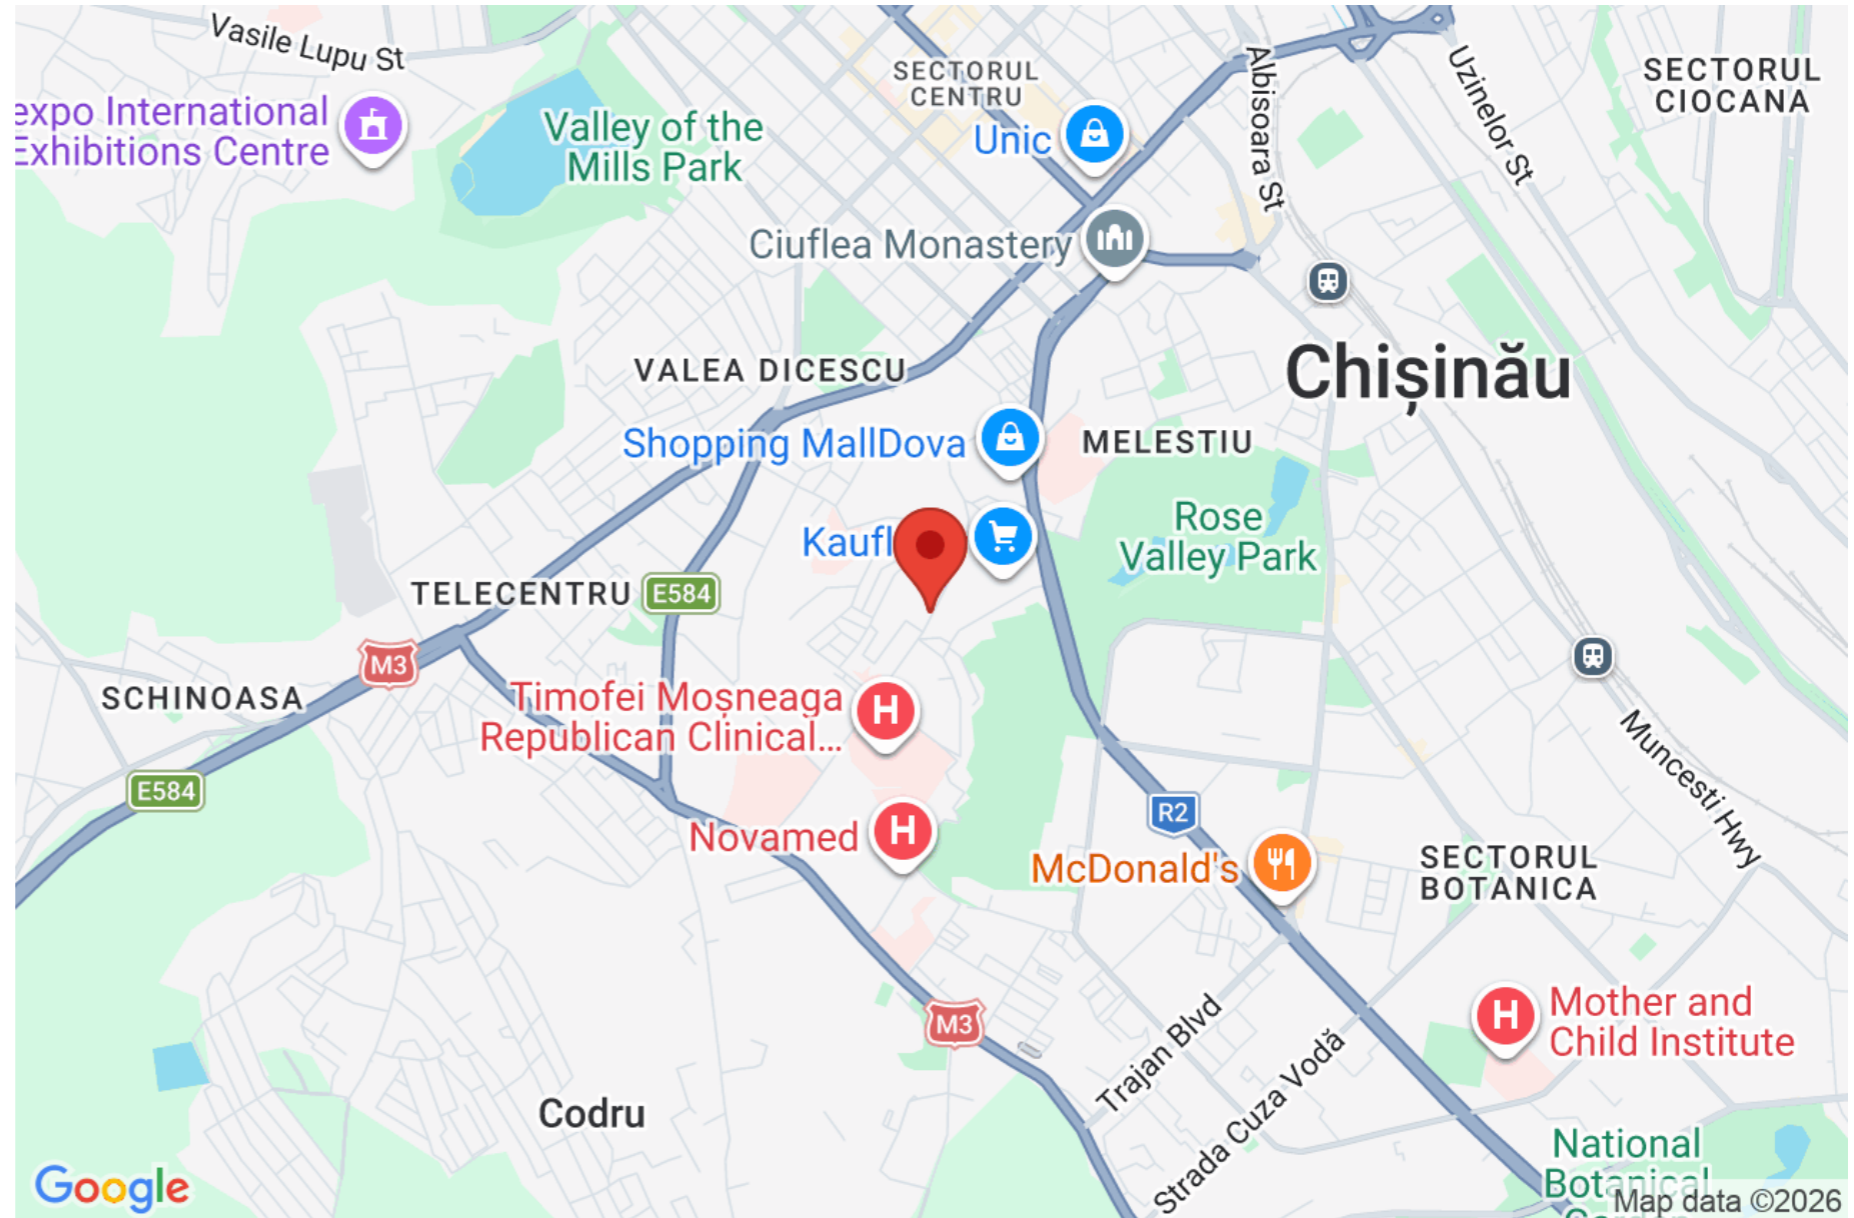 Vasile Lupu St
expo International
Exhibitions Centre
Valley of the
Mills Park
SECTORUL
CENTRU
Unic
Albisoara St
Uzinelor St
SECTORUL
CIOCANA
Ciuflea Monastery
VALEA DICESCU
Chișinău
Shopping MallDova
MELESTIU
Kaufl
Rose
Valley Park
TELECENTRU
E584
M3
SCHINOASA
Timofei Moșneaga
Republican Clinical...
H
E584
R2
Novamed
H
McDonald's
Muncesti Hwy
SECTORUL
BOTANICA
M3
Trajan Blvd
Strada Cuza Vodă
H
Mother and
Child Institute
Codru
National
Botanical
Google
Map data ©2026